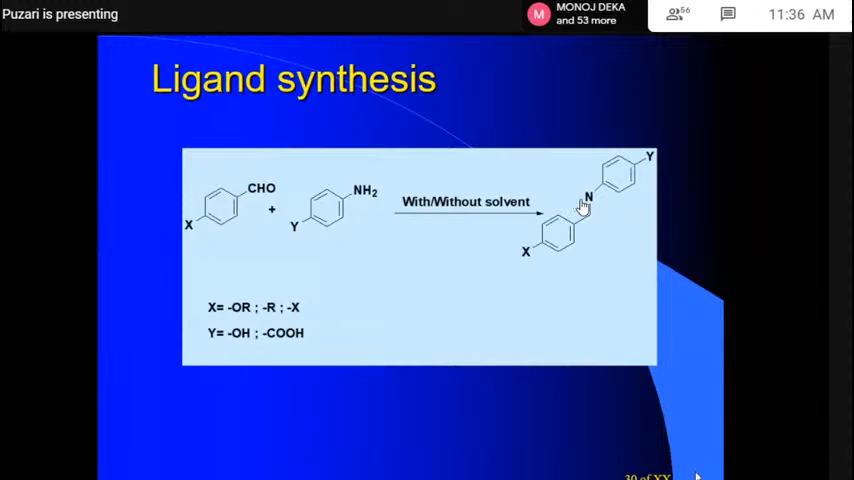 Puzari is presenting
M
MONOJ DEKA
and 53 more
56
11:36 AM
Ligand synthesis
CHO
X
+
NH2
Y
With/Without solvent
N
Y
X
X= -OR ; -R ; -X
Y= -OH ; -COOH
30 of XX